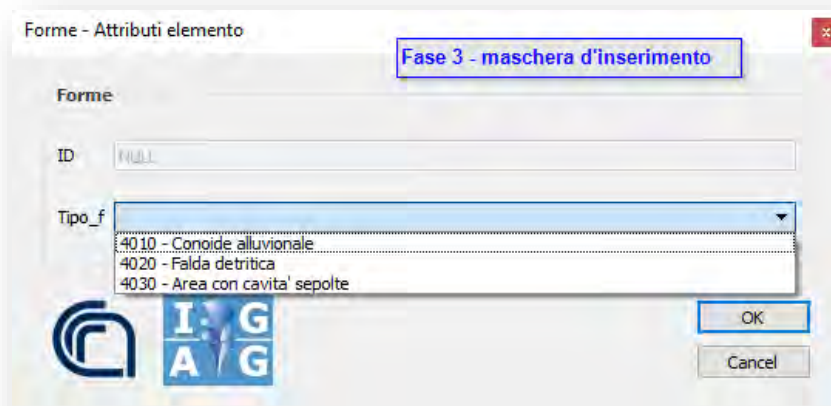 Forme - Attributi elemento
x
Fase 3 - maschera d'inserimento
Forme
ID NULL
Tipo_f
4010 - Conoide alluvionale
4020 - Falda detritica
4030 - Area con cavita' sepolte
I G
A G
OK
Cancel